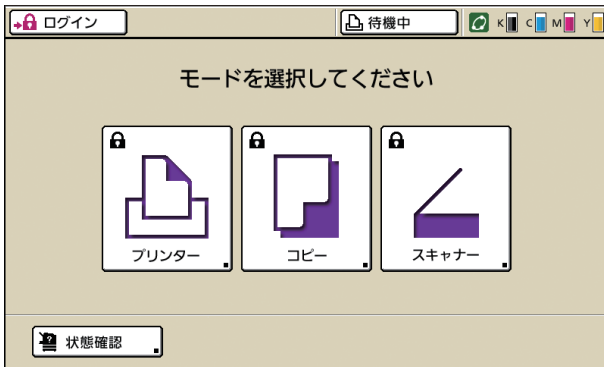 ログイン
待機中
K C M Y
モードを選択してください
プリンター
コピー
スキャナー
状態確認